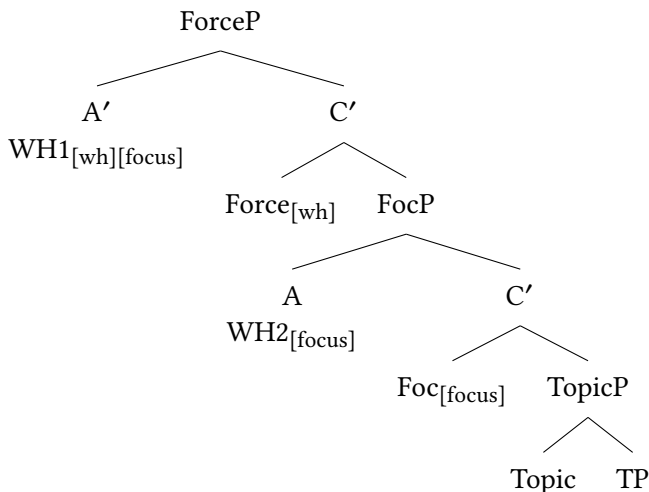 ForceP
A′ C′
WH1[wh][focus]
Force[wh] FocP
A C′
WH2[focus]
Foc[focus] TopicP
Topic TP